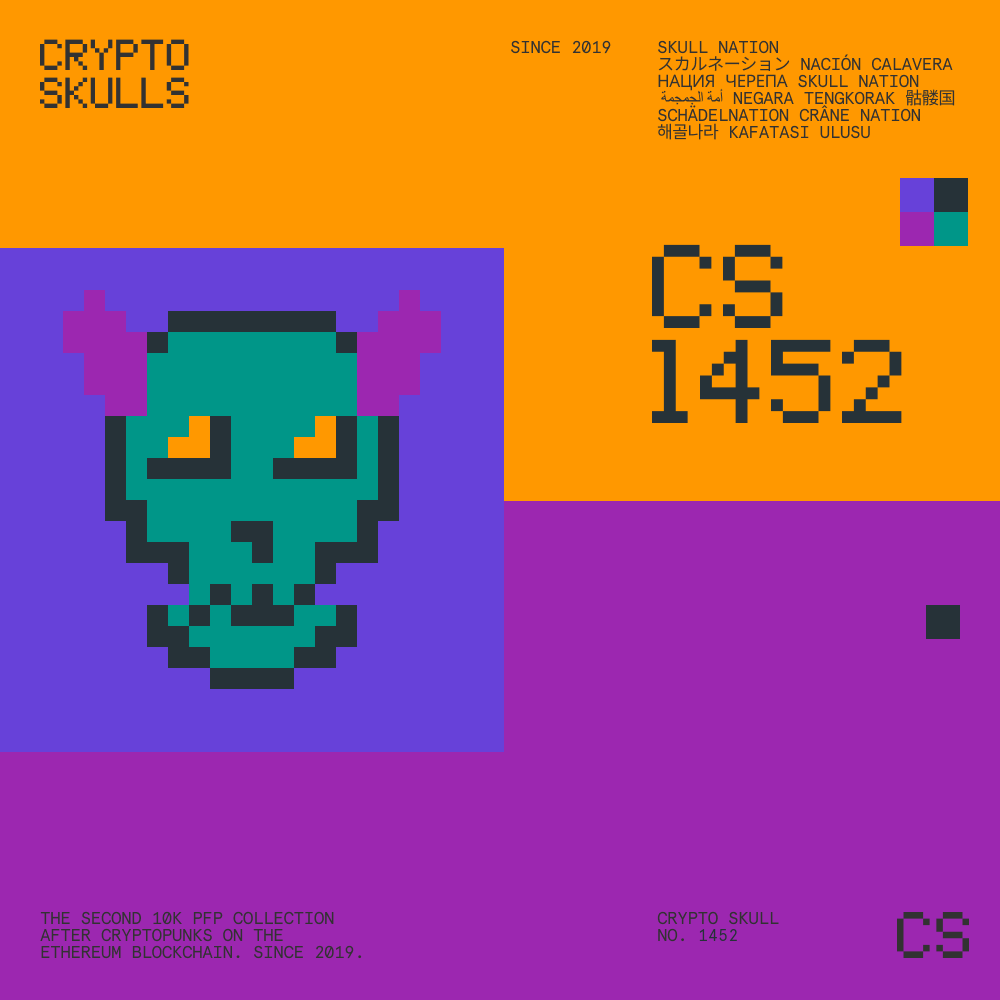 CRYPTO
SKULLS
SINCE 2019
SKULL NATION
スカルネーション NACIÓN CALAVERA
НАЦИЯ ЧЕРЕПА SKULL NATION
أمة الجمجمة NEGARA TENGKORAK 骷髅国
SCHÄDELNATION CRÂNE NATION
해골나라 KAFATASI ULUSU
CS
1452
THE SECOND 10K PFP COLLECTION
AFTER CRYPTOPUNKS ON THE
ETHEREUM BLOCKCHAIN. SINCE 2019.
CRYPTO SKULL
NO. 1452
CS